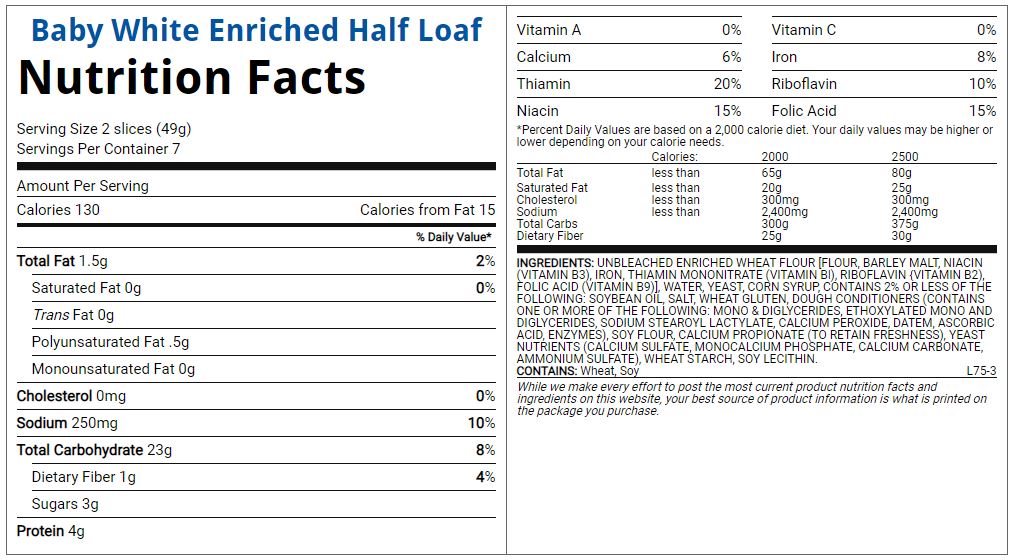 Baby White Enriched Half Loaf
Nutrition Facts
Serving Size 2 slices (49g)
Servings Per Container 7
Amount Per Serving
Calories 130 Calories from Fat 15
% Daily Value*
Total Fat 1.5g 2%
Saturated Fat 0g 0%
Trans Fat 0g
Polyunsaturated Fat .5g
Monounsaturated Fat 0g
Cholesterol 0mg 0%
Sodium 250mg 10%
Total Carbohydrate 23g 8%
Dietary Fiber 1g 4%
Sugars 3g
Protein 4g
Vitamin A 0% Vitamin C 0%
Calcium 6% Iron 8%
Thiamin 20% Riboflavin 10%
Niacin 15% Folic Acid 15%
*Percent Daily Values are based on a 2,000 calorie diet. Your daily values may be higher or
lower depending on your calorie needs.
Calories: 2000 2500
Total Fat less than 65g 80g
Saturated Fat less than 20g 25g
Cholesterol less than 300mg 300mg
Sodium less than 2,400mg 2,400mg
Total Carbs 300g 375g
Dietary Fiber 25g 30g
INGREDIENTS: UNBLEACHED ENRICHED WHEAT FLOUR [FLOUR, BARLEY MALT, NIACIN
(VITAMIN B3), IRON, THIAMIN MONONITRATE (VITAMIN BI), RIBOFLAVIN {VITAMIN B2),
FOLIC ACID (VITAMIN B9)], WATER, YEAST, CORN SYRUP, CONTAINS 2% OR LESS OF THE
FOLLOWING: SOYBEAN OIL, SALT, WHEAT GLUTEN, DOUGH CONDITIONERS (CONTAINS
ONE OR MORE OF THE FOLLOWING: MONO & DIGLYCERIDES, ETHOXYLATED MONO AND
DIGLYCERIDES, SODIUM STEAROYL LACTYLATE, CALCIUM PEROXIDE, DATEM, ASCORBIC
ACID, ENZYMES), SOY FLOUR, CALCIUM PROPIONATE (TO RETAIN FRESHNESS), YEAST
NUTRIENTS (CALCIUM SULFATE, MONOCALCIUM PHOSPHATE, CALCIUM CARBONATE,
AMMONIUM SULFATE), WHEAT STARCH, SOY LECITHIN.
CONTAINS: Wheat, Soy L75-3
While we make every effort to post the most current product nutrition facts and
ingredients on this website, your best source of product information is what is printed on
the package you purchase.